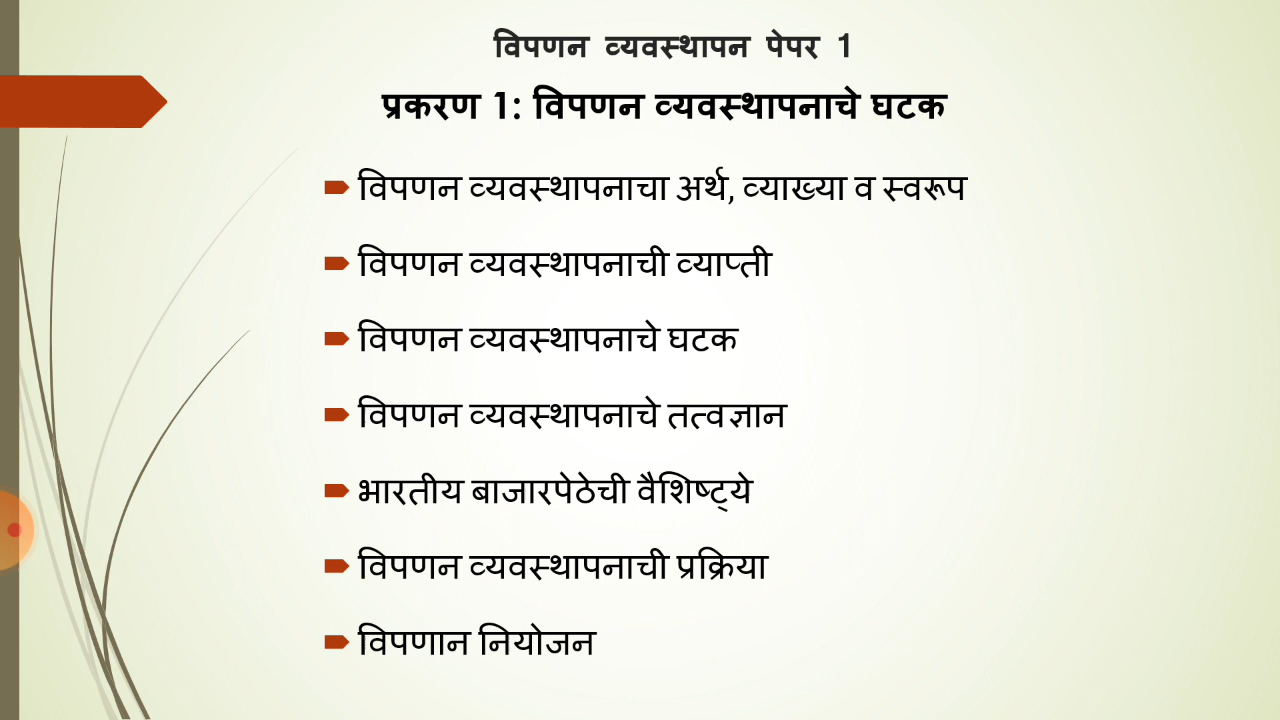 विपणन व्यवस्थापन पेपर 1
प्रकरण 1: विपणन व्यवस्थापनाचे घटक
विपणन व्यवस्थापनाचा अर्थ, व्याख्या व स्वरूप
विपणन व्यवस्थापनाची व्याप्ती
विपणन व्यवस्थापनाचे घटक
विपणन व्यवस्थापनाचे तत्वज्ञान
भारतीय बाजारपेठेची वैशिष्ट्ये
विपणन व्यवस्थापनाची प्रक्रिया
विपणान नियोजन